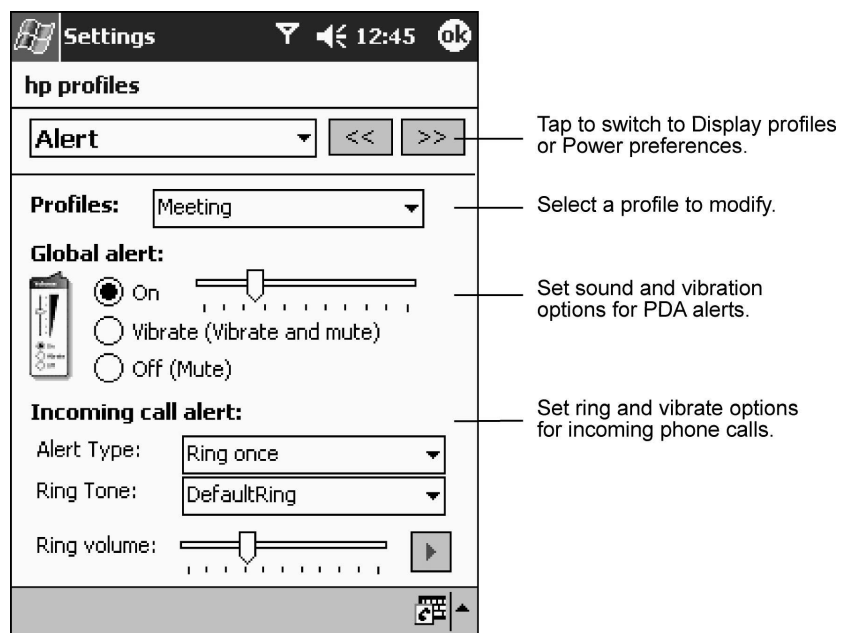 Settings 12:45 ok
hp profiles
Alert << >>
Tap to switch to Display profiles
or Power preferences.
Profiles: Meeting
Select a profile to modify.
Global alert:
On
Vibrate (Vibrate and mute)
Off (Mute)
Set sound and vibration
options for PDA alerts.
Incoming call alert:
Set ring and vibrate options
for incoming phone calls.
Alert Type: Ring once
Ring Tone: DefaultRing
Ring volume: